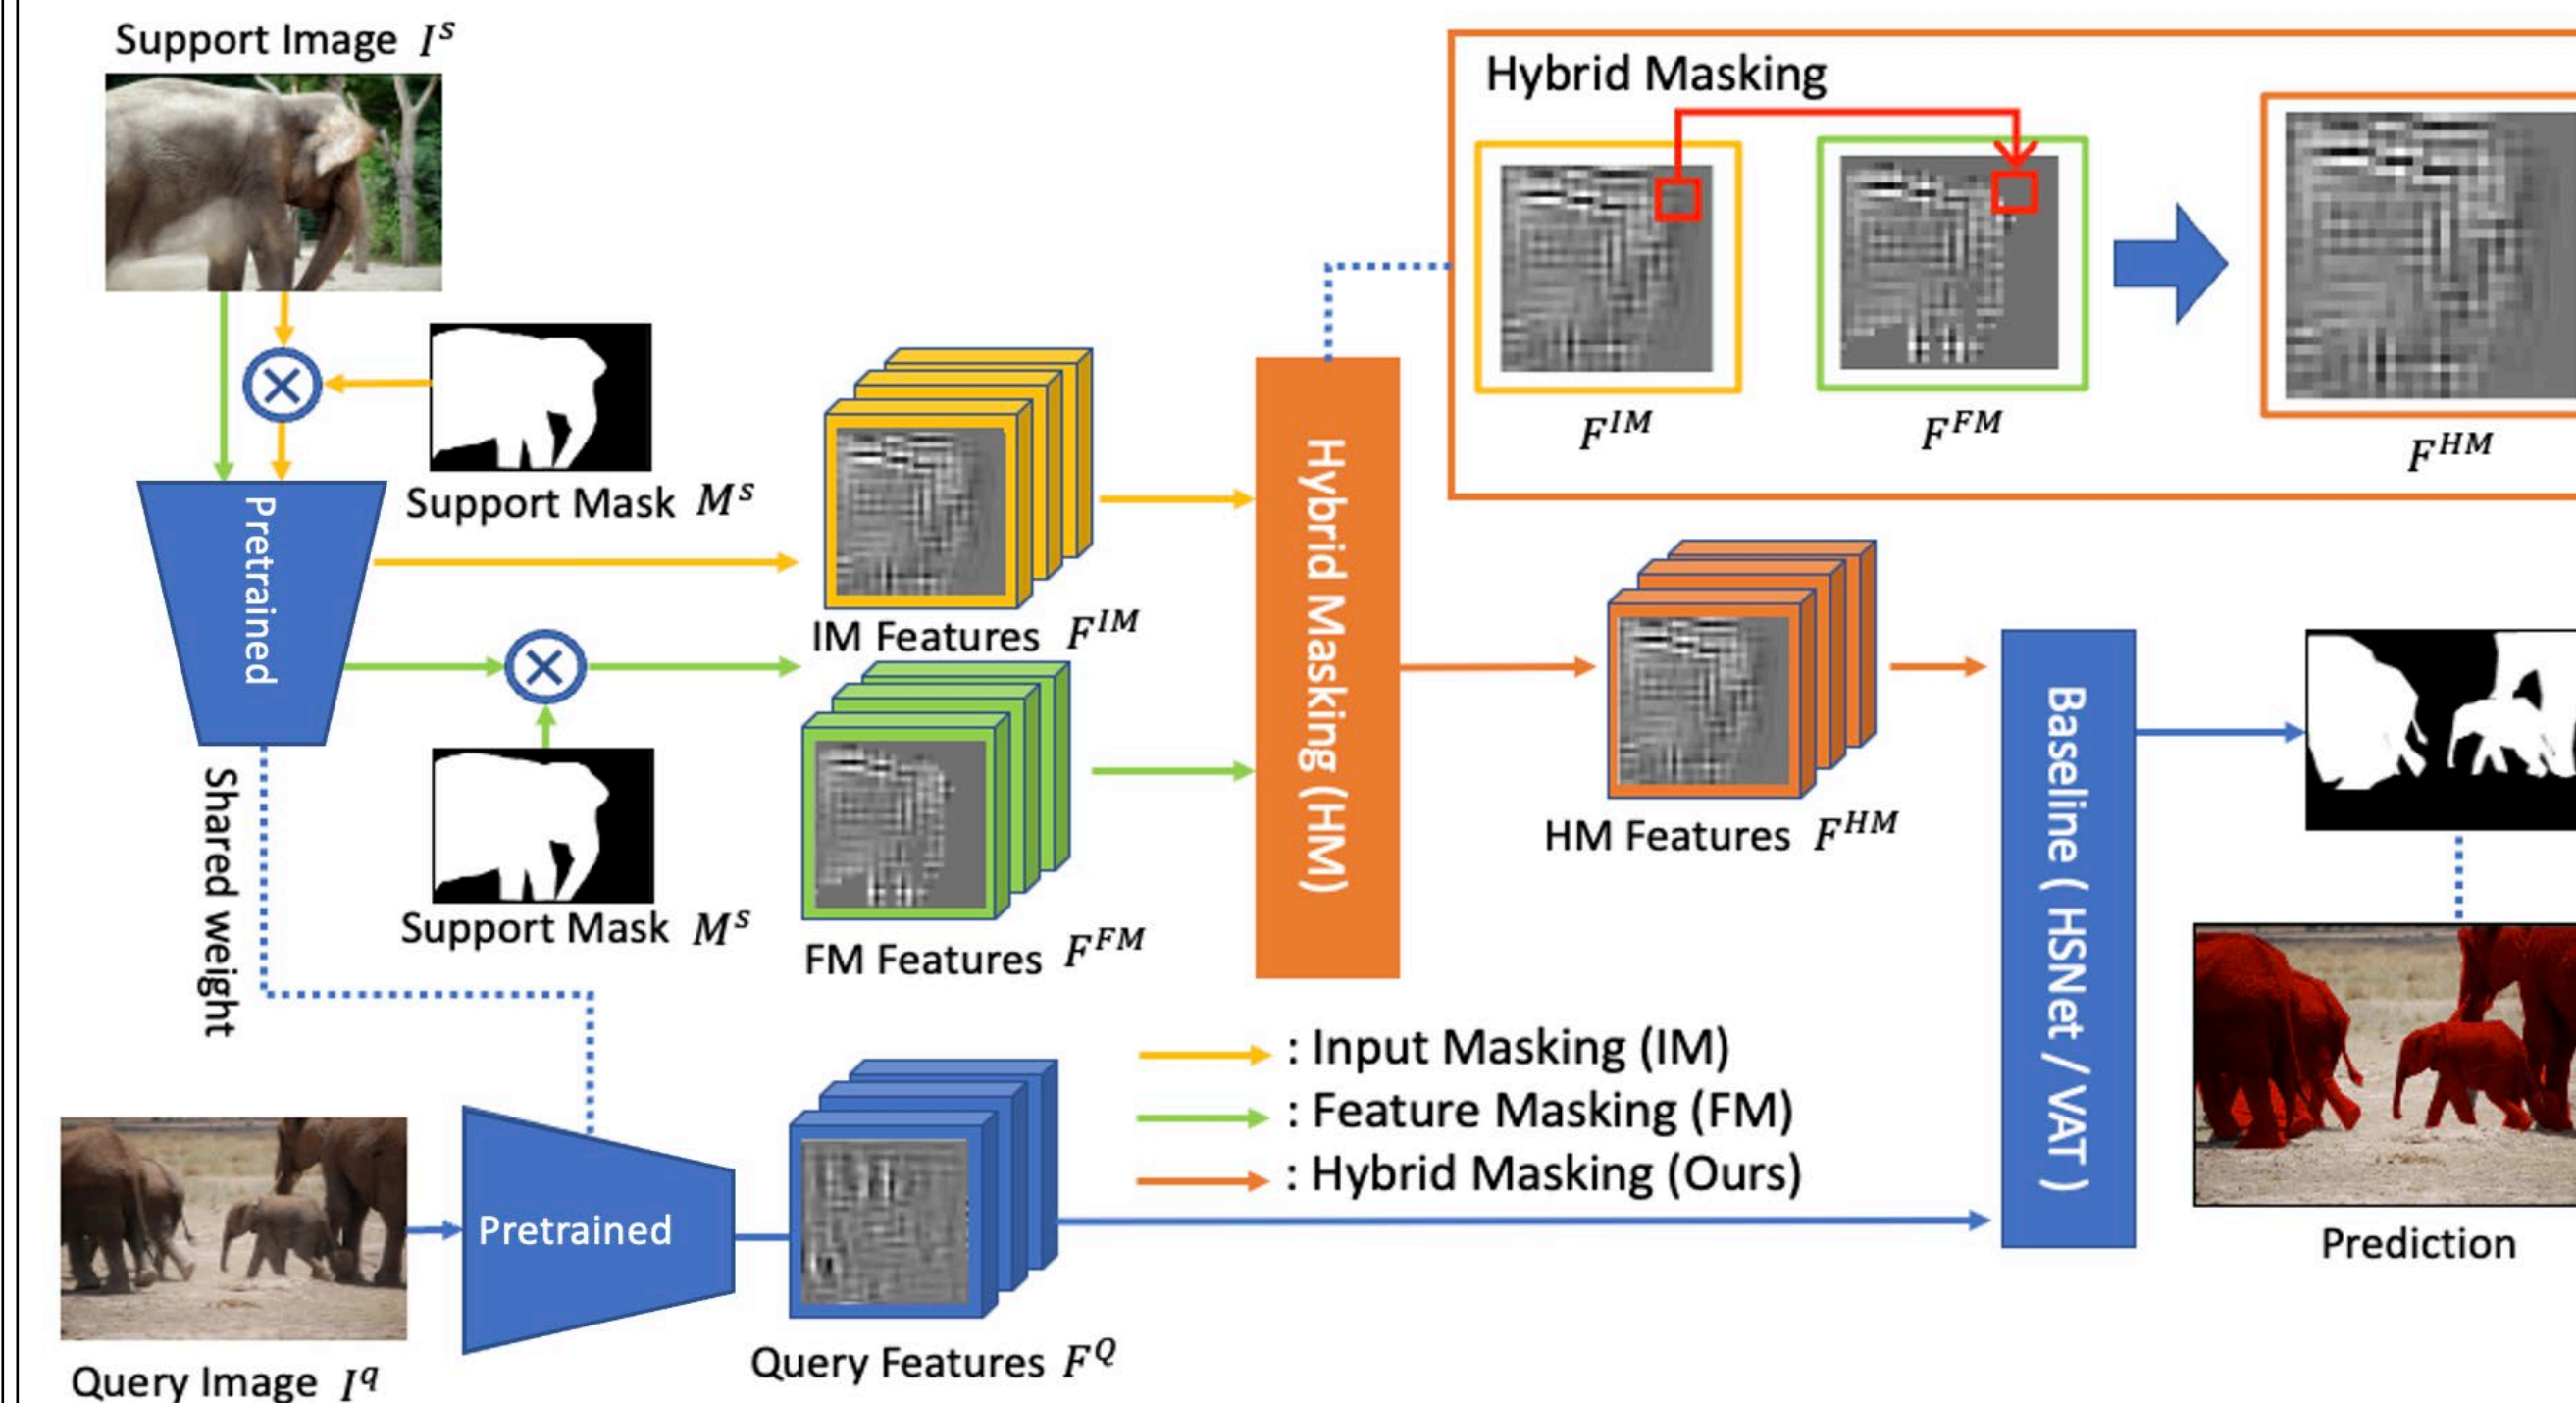 Support Image I^s
Hybrid Masking
F^IM
F^FM
F^HM
Support Mask M^s
Pretrained
IM Features F^IM
Hybrid Masking (HM)
HM Features F^HM
Baseline ( HSNet / VAT )
Shared weight
Support Mask M^s
FM Features F^FM
: Input Masking (IM)
: Feature Masking (FM)
: Hybrid Masking (Ours)
Pretrained
Prediction
Query Features F^Q
Query Image I^q